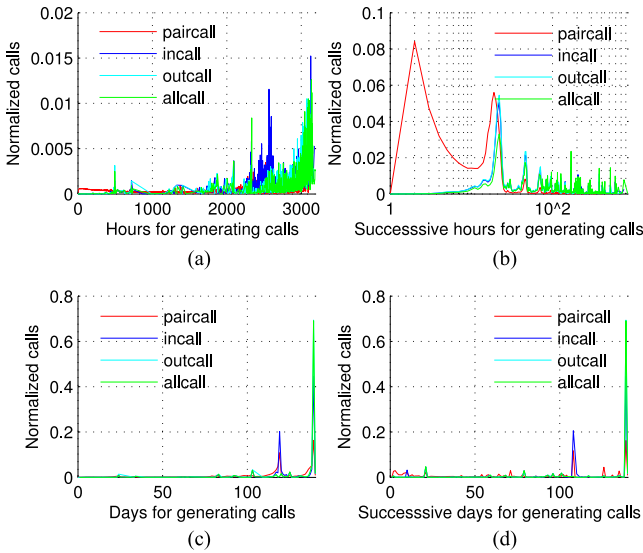 0.02
0.015
0.01
0.005
0
Normalized calls
paircall
incall
outcall
allcall
0 1000 2000 3000
Hours for generating calls
(a)
0.1
0.08
0.06
0.04
0.02
0
Normalized calls
paircall
incall
outcall
allcall
1 10^2
Successsive hours for generating calls
(b)
0.8
0.6
0.4
0.2
0
Normalized calls
paircall
incall
outcall
allcall
0 50 100
Days for generating calls
(c)
0.8
0.6
0.4
0.2
0
Normalized calls
paircall
incall
outcall
allcall
0 50 100
Successsive days for generating calls
(d)